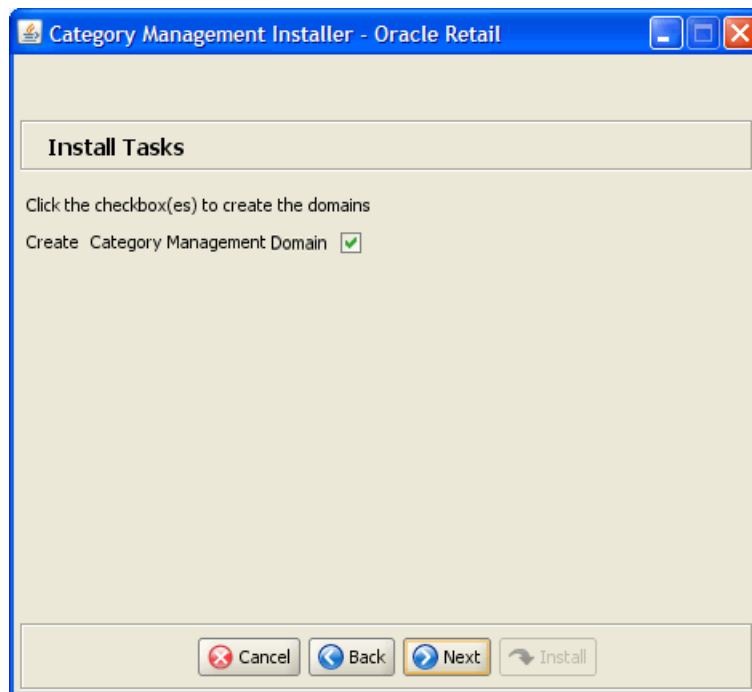 Category Management Installer - Oracle Retail
Install Tasks
Click the checkbox(es) to create the domains
Create Category Management Domain
Cancel Back Next Install